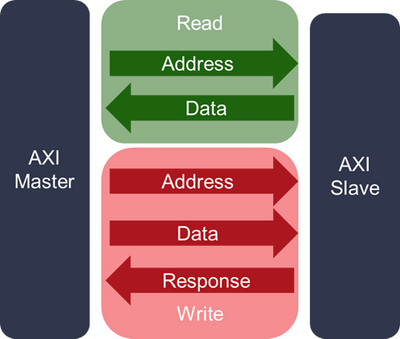 AXI
Master
Read
Address
Data
Address
Data
Response
Write
AXI
Slave